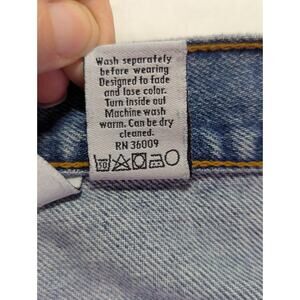 Wash separately
before wearing
Designed to fade
and lose color.
Turn inside out
Machine wash
warm. Can be dry
cleaned.
RN 36009